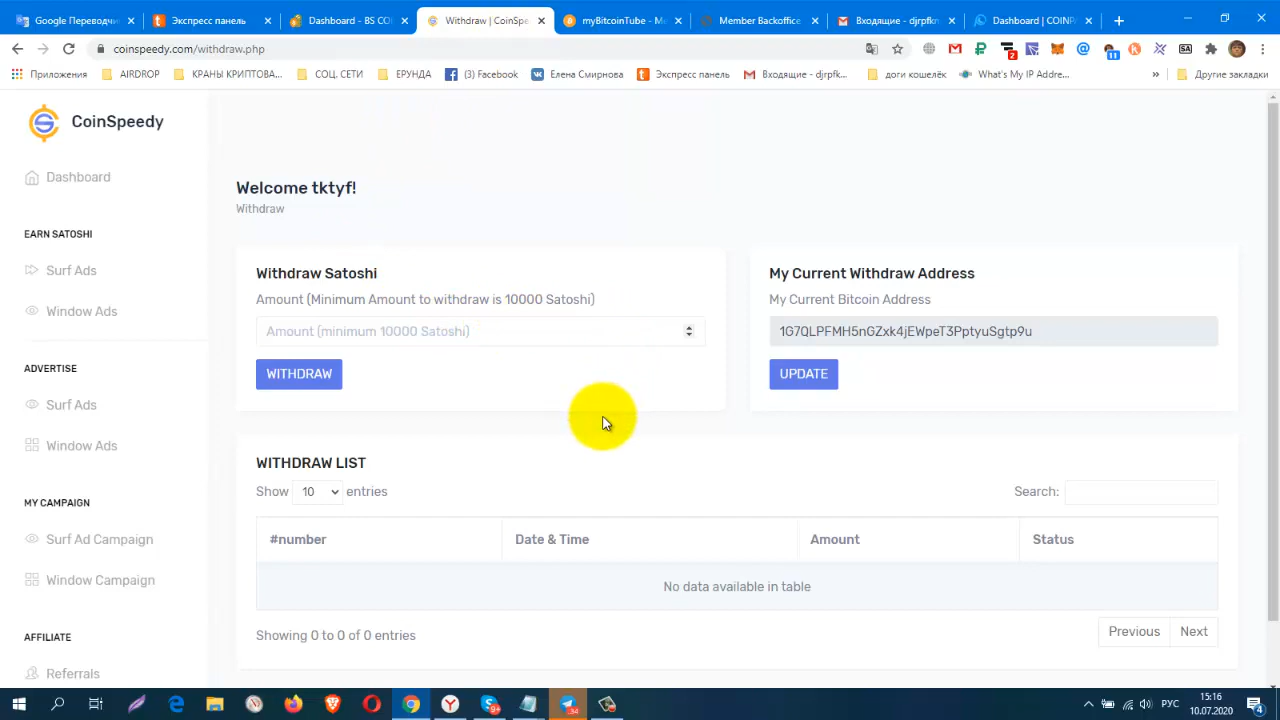 Google Переводчи
Экспресс панель
Dashboard - BS CO
Withdraw | CoinSpe
myBitcoinTube - M
Member Backoffice
Входящие - djrpfkn
Dashboard | COINP
coinspeedy.com/withdraw.php
2
11
SA
Приложения
AIRDROP
КРАНЫ КРИПТОВА...
СОЦ. СЕТИ
ЕРУНДА
(3) Facebook
Елена Смирнова
Экспресс панель
Входящие - djrpfk...
доги кошелёк
What's My IP Addre...
»
Другие закладки
CoinSpeedy
Dashboard
EARN SATOSHI
Surf Ads
Window Ads
ADVERTISE
Surf Ads
Window Ads
MY CAMPAIGN
Surf Ad Campaign
Window Campaign
AFFILIATE
Referrals
Welcome tktyf!
Withdraw
Withdraw Satoshi
Amount (Minimum Amount to withdraw is 10000 Satoshi)
Amount (minimum 10000 Satoshi)
WITHDRAW
My Current Withdraw Address
My Current Bitcoin Address
1G7QLPFMH5nGZxk4jEWpeT3PptyuSgtp9u
UPDATE
WITHDRAW LIST
Show 10 entries
Search:
#number
Date & Time
Amount
Status
No data available in table
Showing 0 to 0 of 0 entries
Previous
Next
РУС
15:16
10.07.2020
4